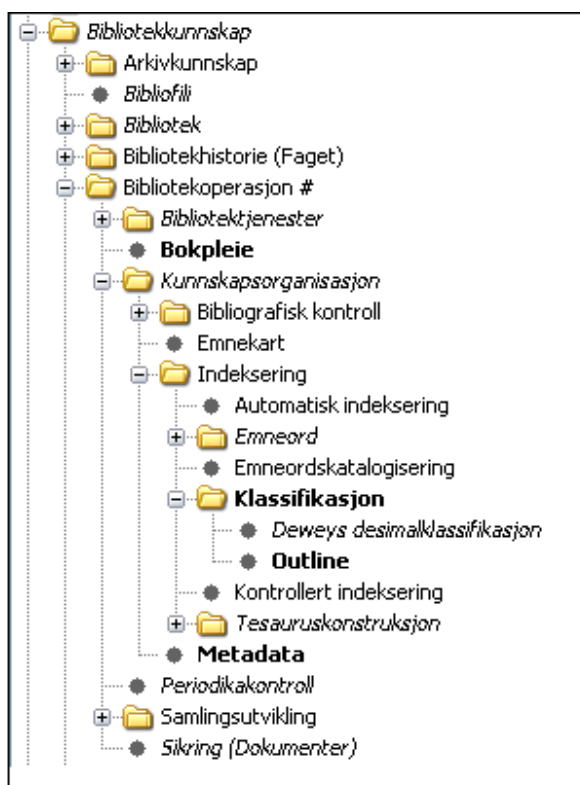 Bibliotekkunnskap
Arkivkunnskap
Bibliofili
Bibliotek
Bibliotekhistorie (Faget)
Bibliotekoperasjon #
Bibliotektjenester
Bokpleie
Kunnskapsorganisasjon
Bibliografisk kontroll
Emnekart
Indeksering
Automatisk indeksering
Emneord
Emneordskatalogisering
Klassifikasjon
Deweys desimalklassifikasjon
Outline
Kontrollert indeksering
Tesauruskonstruksjon
Metadata
Periodikakontroll
Samlingsutvikling
Sikring (Dokumenter)